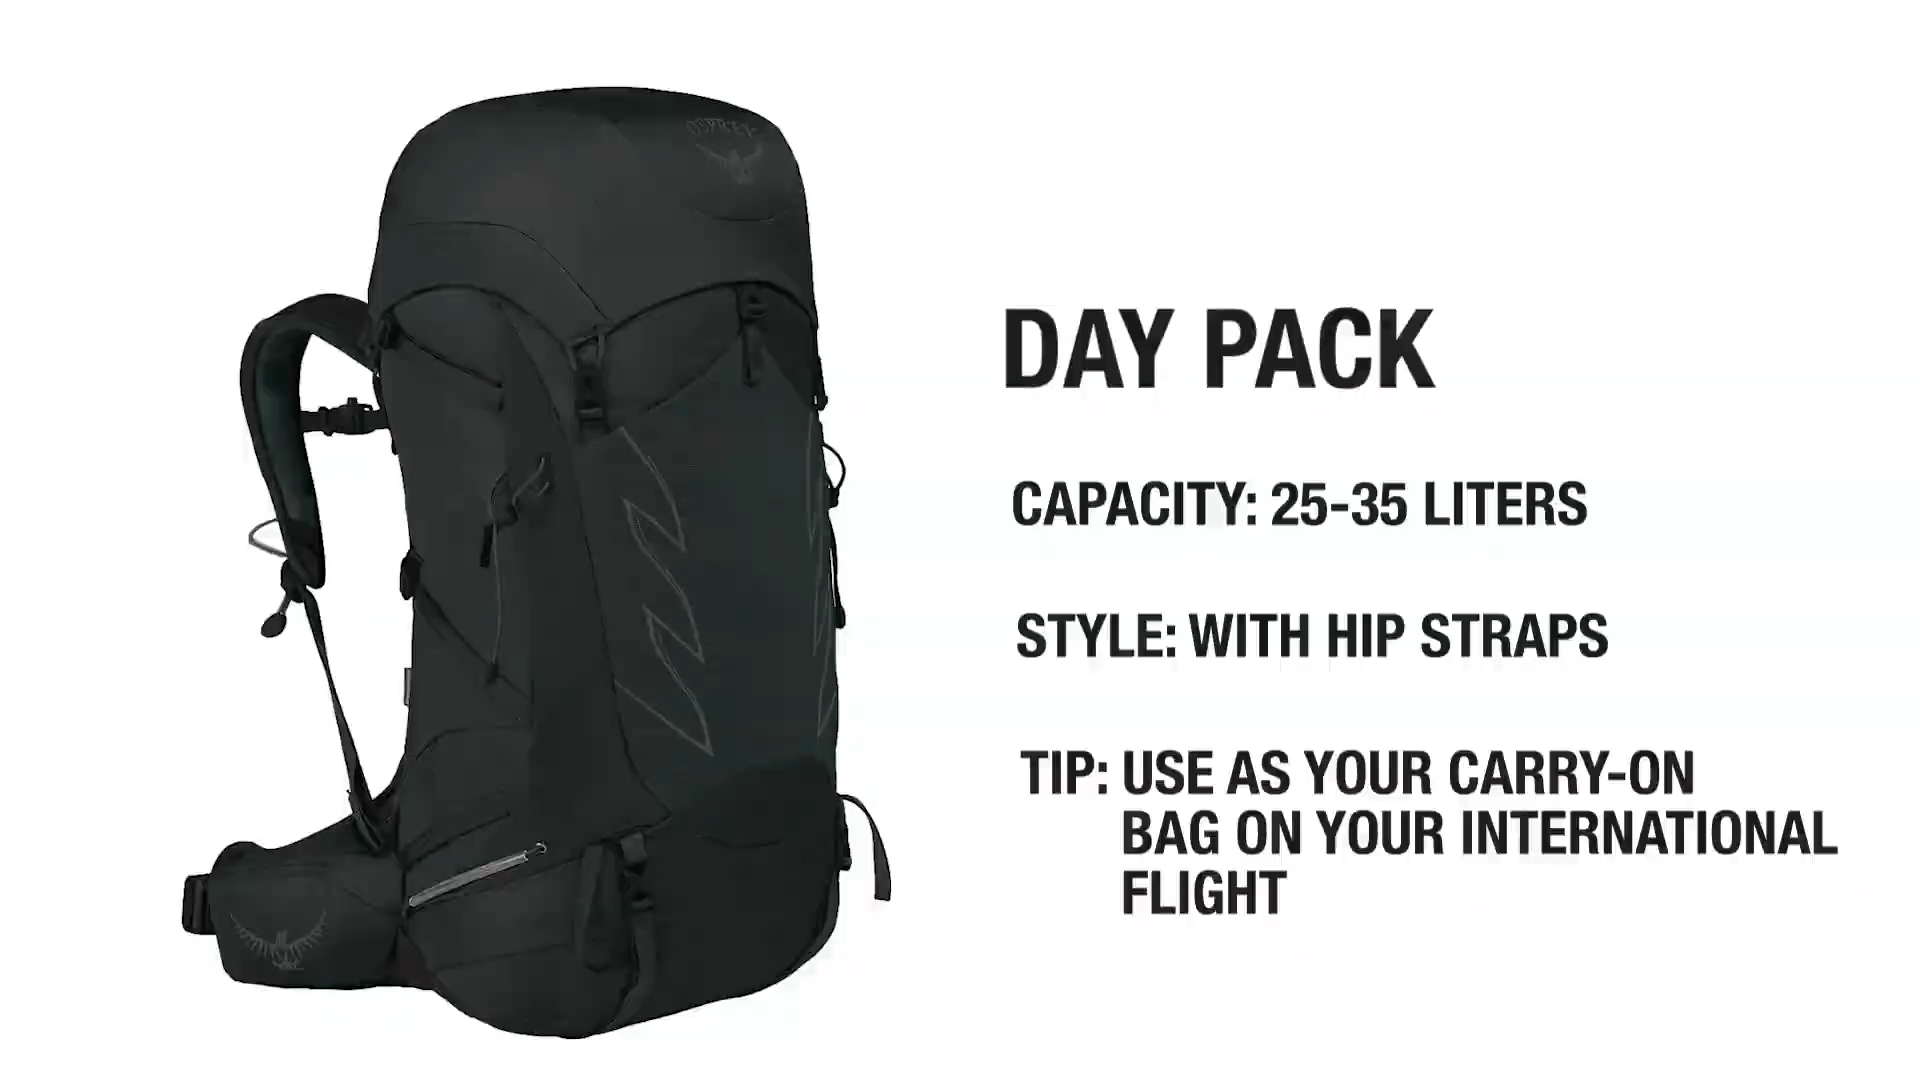 OSPREY
DAY PACK
CAPACITY: 25-35 LITERS
STYLE: WITH HIP STRAPS
TIP: USE AS YOUR CARRY-ON
BAG ON YOUR INTERNATIONAL
FLIGHT